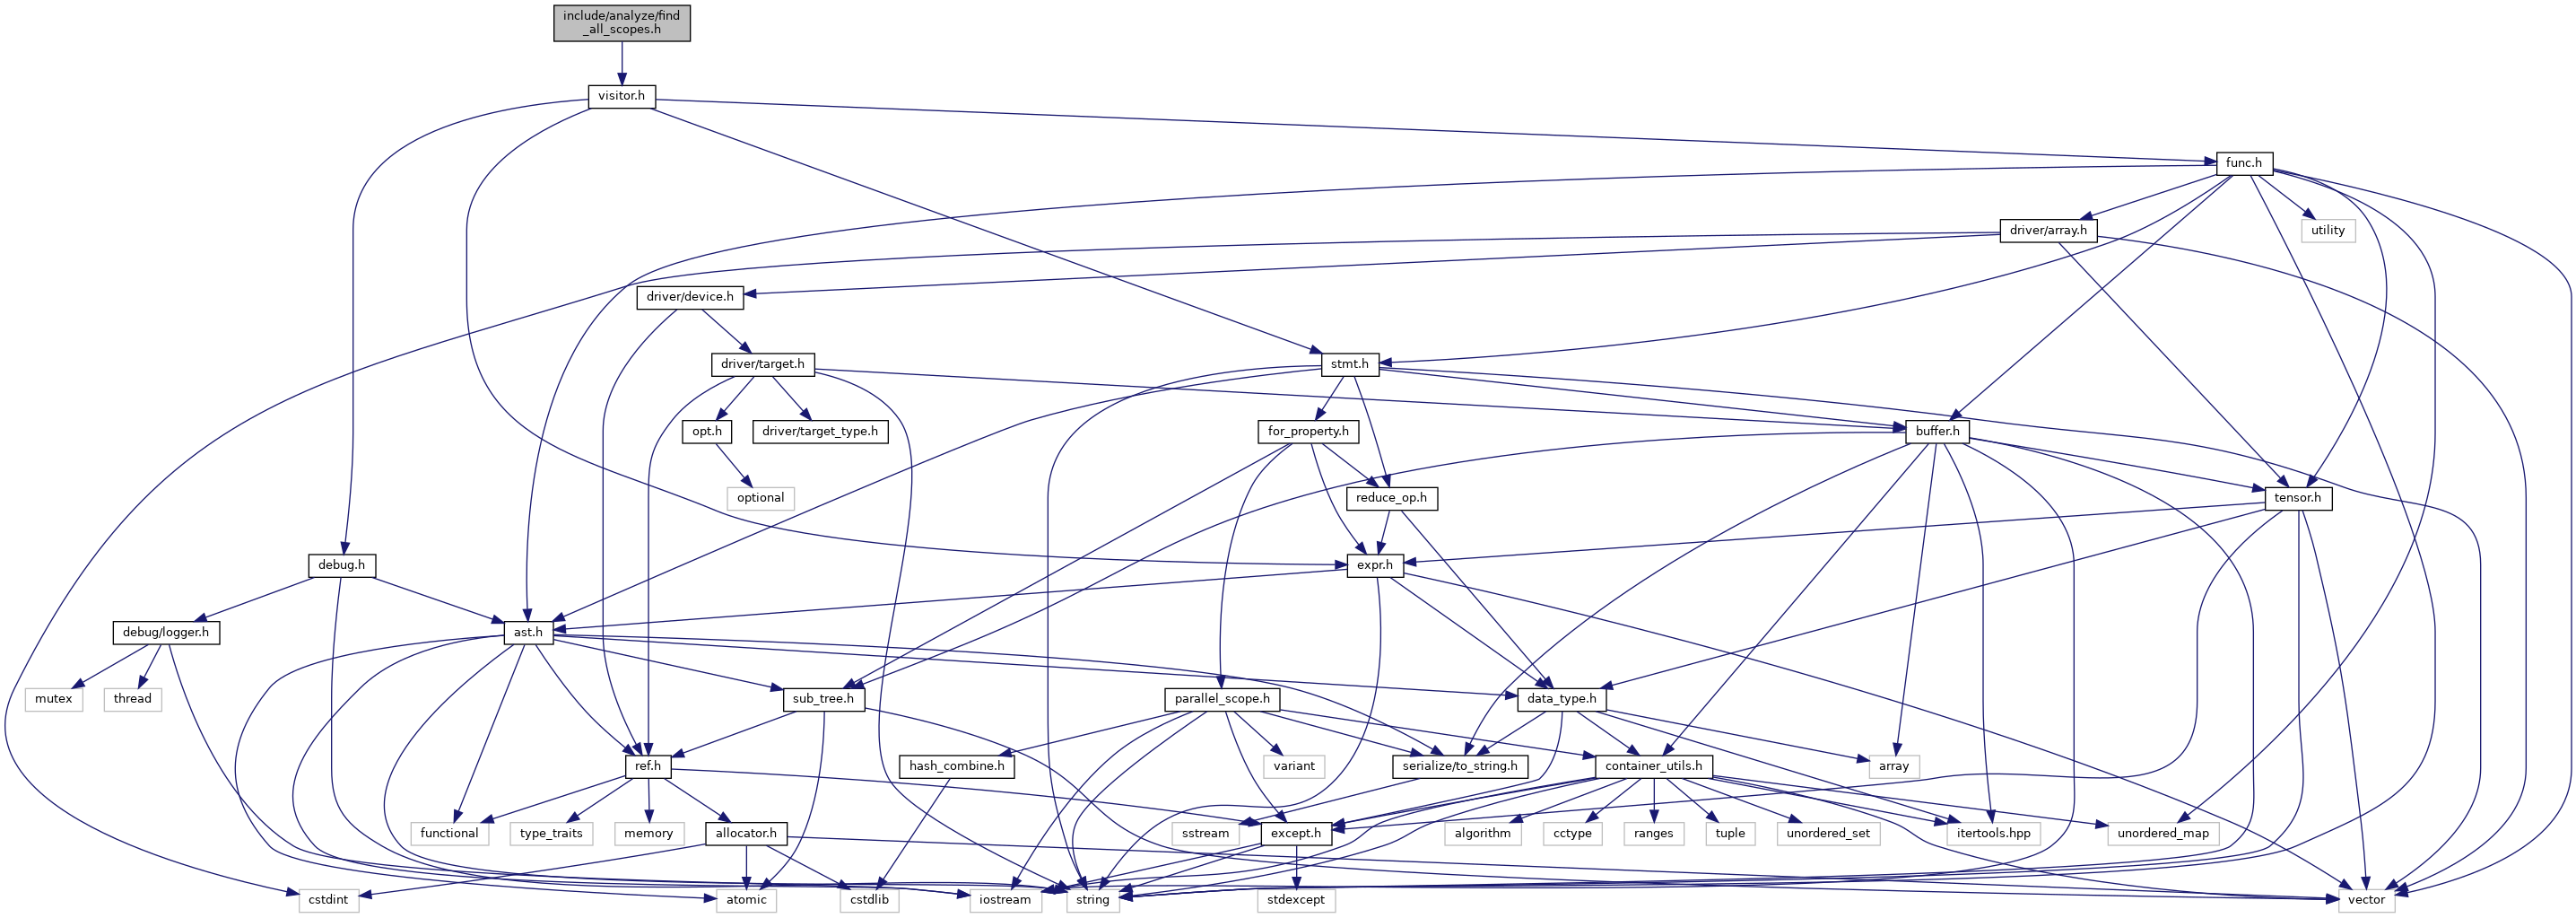 include/analyze/find
_all_scopes.h
visitor.h
func.h
driver/array.h
utility
driver/device.h
driver/target.h
stmt.h
opt.h
driver/target_type.h
for_property.h
buffer.h
optional
reduce_op.h
tensor.h
debug.h
expr.h
debug/logger.h
ast.h
mutex
thread
sub_tree.h
parallel_scope.h
data_type.h
ref.h
hash_combine.h
variant
serialize/to_string.h
container_utils.h
array
functional
type_traits
memory
allocator.h
sstream
except.h
algorithm
cctype
ranges
tuple
unordered_set
itertools.hpp
unordered_map
cstdint
atomic
cstdlib
iostream
string
stdexcept
vector